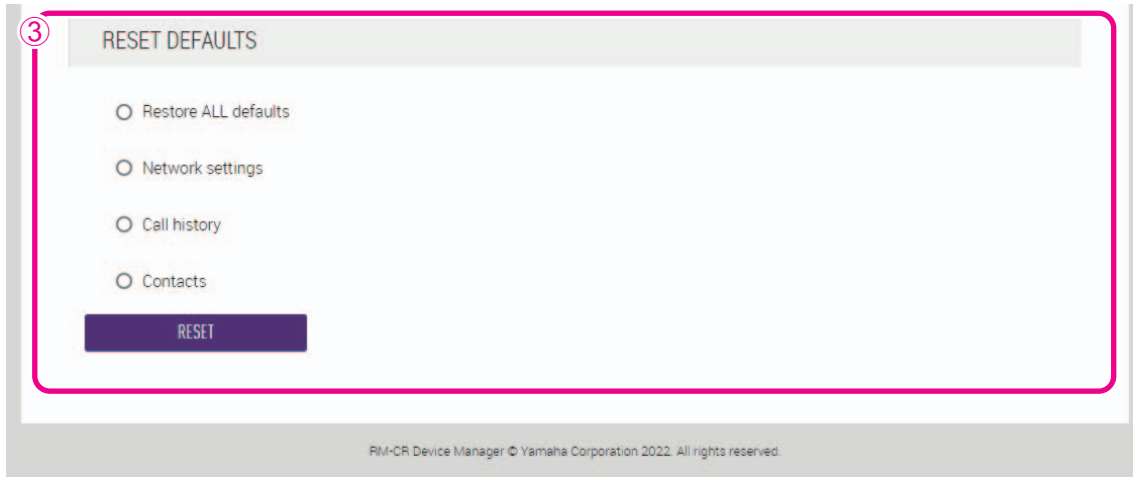 ③
RESET DEFAULTS
Restore ALL defaults
Network settings
Call history
Contacts
RESET
RM-CR Device Manager © Yamaha Corporation 2022. All rights reserved.